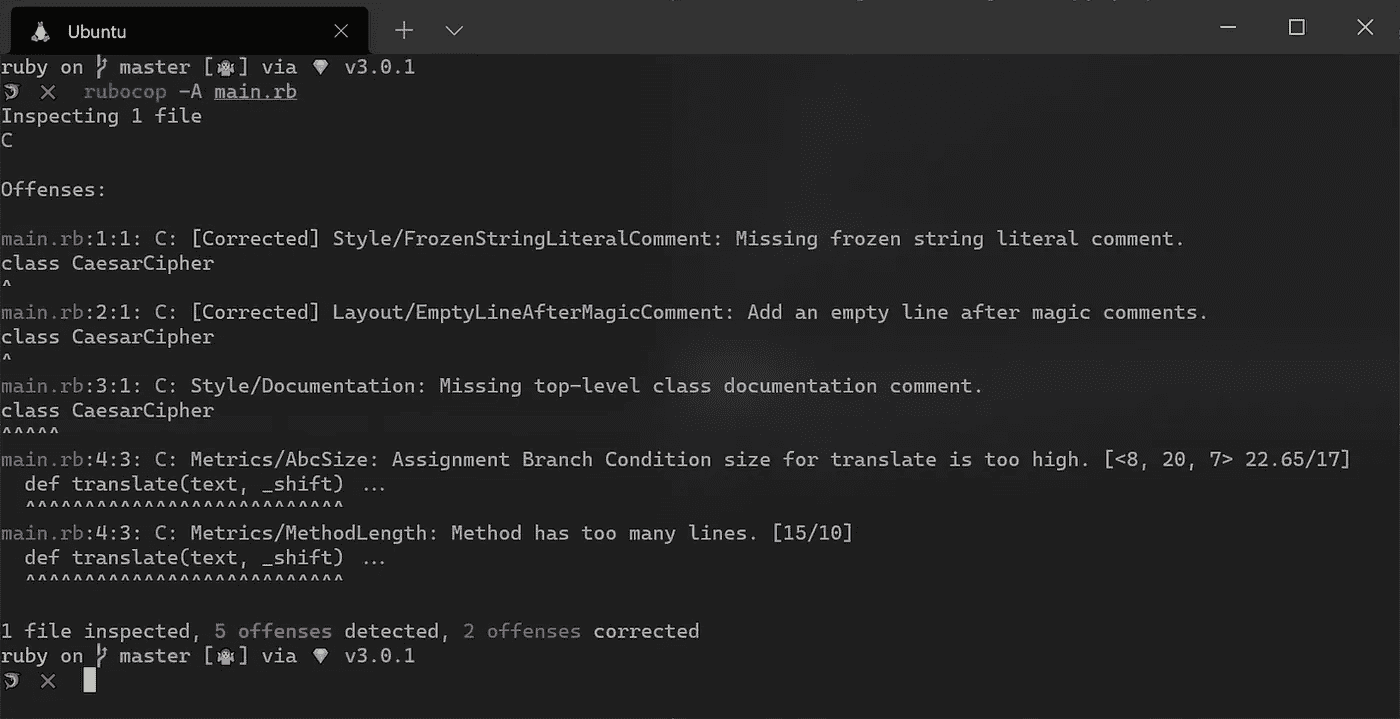 Ubuntu
ruby on master [] via v3.0.1
rubocop -A main.rb
Inspecting 1 file
C
Offenses:
main.rb:1:1: C: [Corrected] Style/FrozenStringLiteralComment: Missing frozen string literal comment.
class CaesarCipher
^
main.rb:2:1: C: [Corrected] Layout/EmptyLineAfterMagicComment: Add an empty line after magic comments.
class CaesarCipher
^
main.rb:3:1: C: Style/Documentation: Missing top-level class documentation comment.
class CaesarCipher
^^^^^
main.rb:4:3: C: Metrics/AbcSize: Assignment Branch Condition size for translate is too high. [<8, 20, 7> 22.65/17]
def translate(text, _shift) ...
^^^^^^^^^^^^^^^^^^^^^^^^^^^
main.rb:4:3: C: Metrics/MethodLength: Method has too many lines. [15/10]
def translate(text, _shift) ...
^^^^^^^^^^^^^^^^^^^^^^^^^^^
1 file inspected, 5 offenses detected, 2 offenses corrected
ruby on master [] via v3.0.1